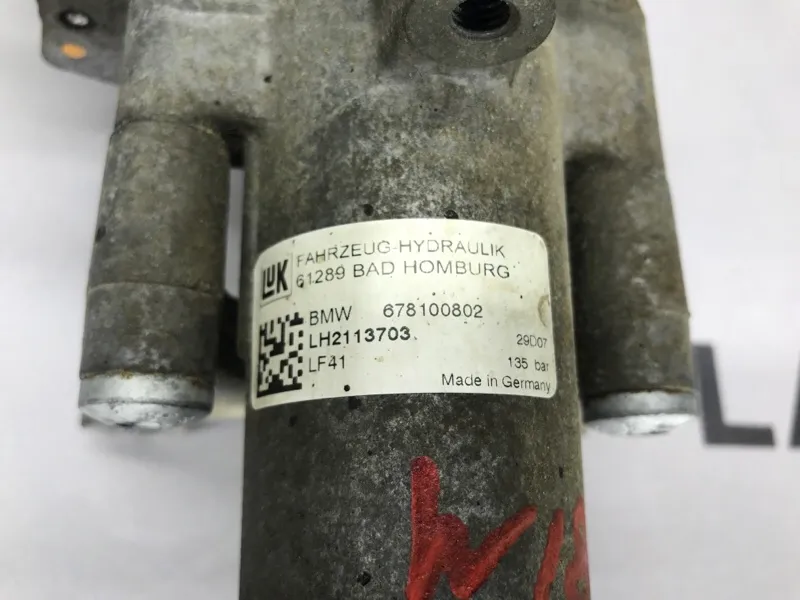 LuK FAHRZEUG-HYDRAULIK
61289 BAD HOMBURG
BMW 678100802
LH2113703 29D07
LF41 135 bar
Made in Germany